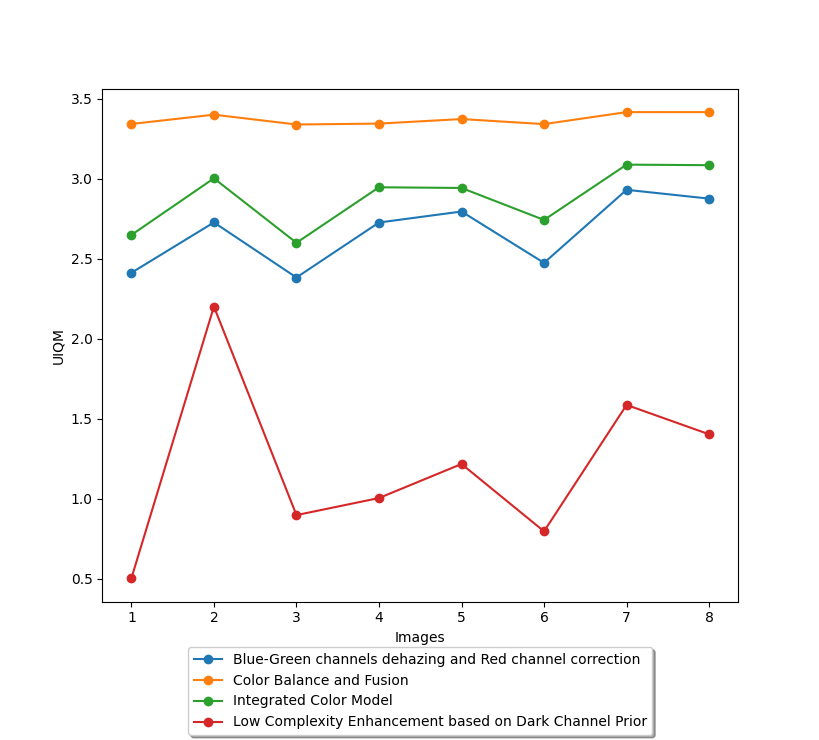 3.5
3.0
2.5
2.0
1.5
1.0
0.5
UIQM
1 2 3 4 5 6 7 8
Images
Blue-Green channels dehazing and Red channel correction
Color Balance and Fusion
Integrated Color Model
Low Complexity Enhancement based on Dark Channel Prior